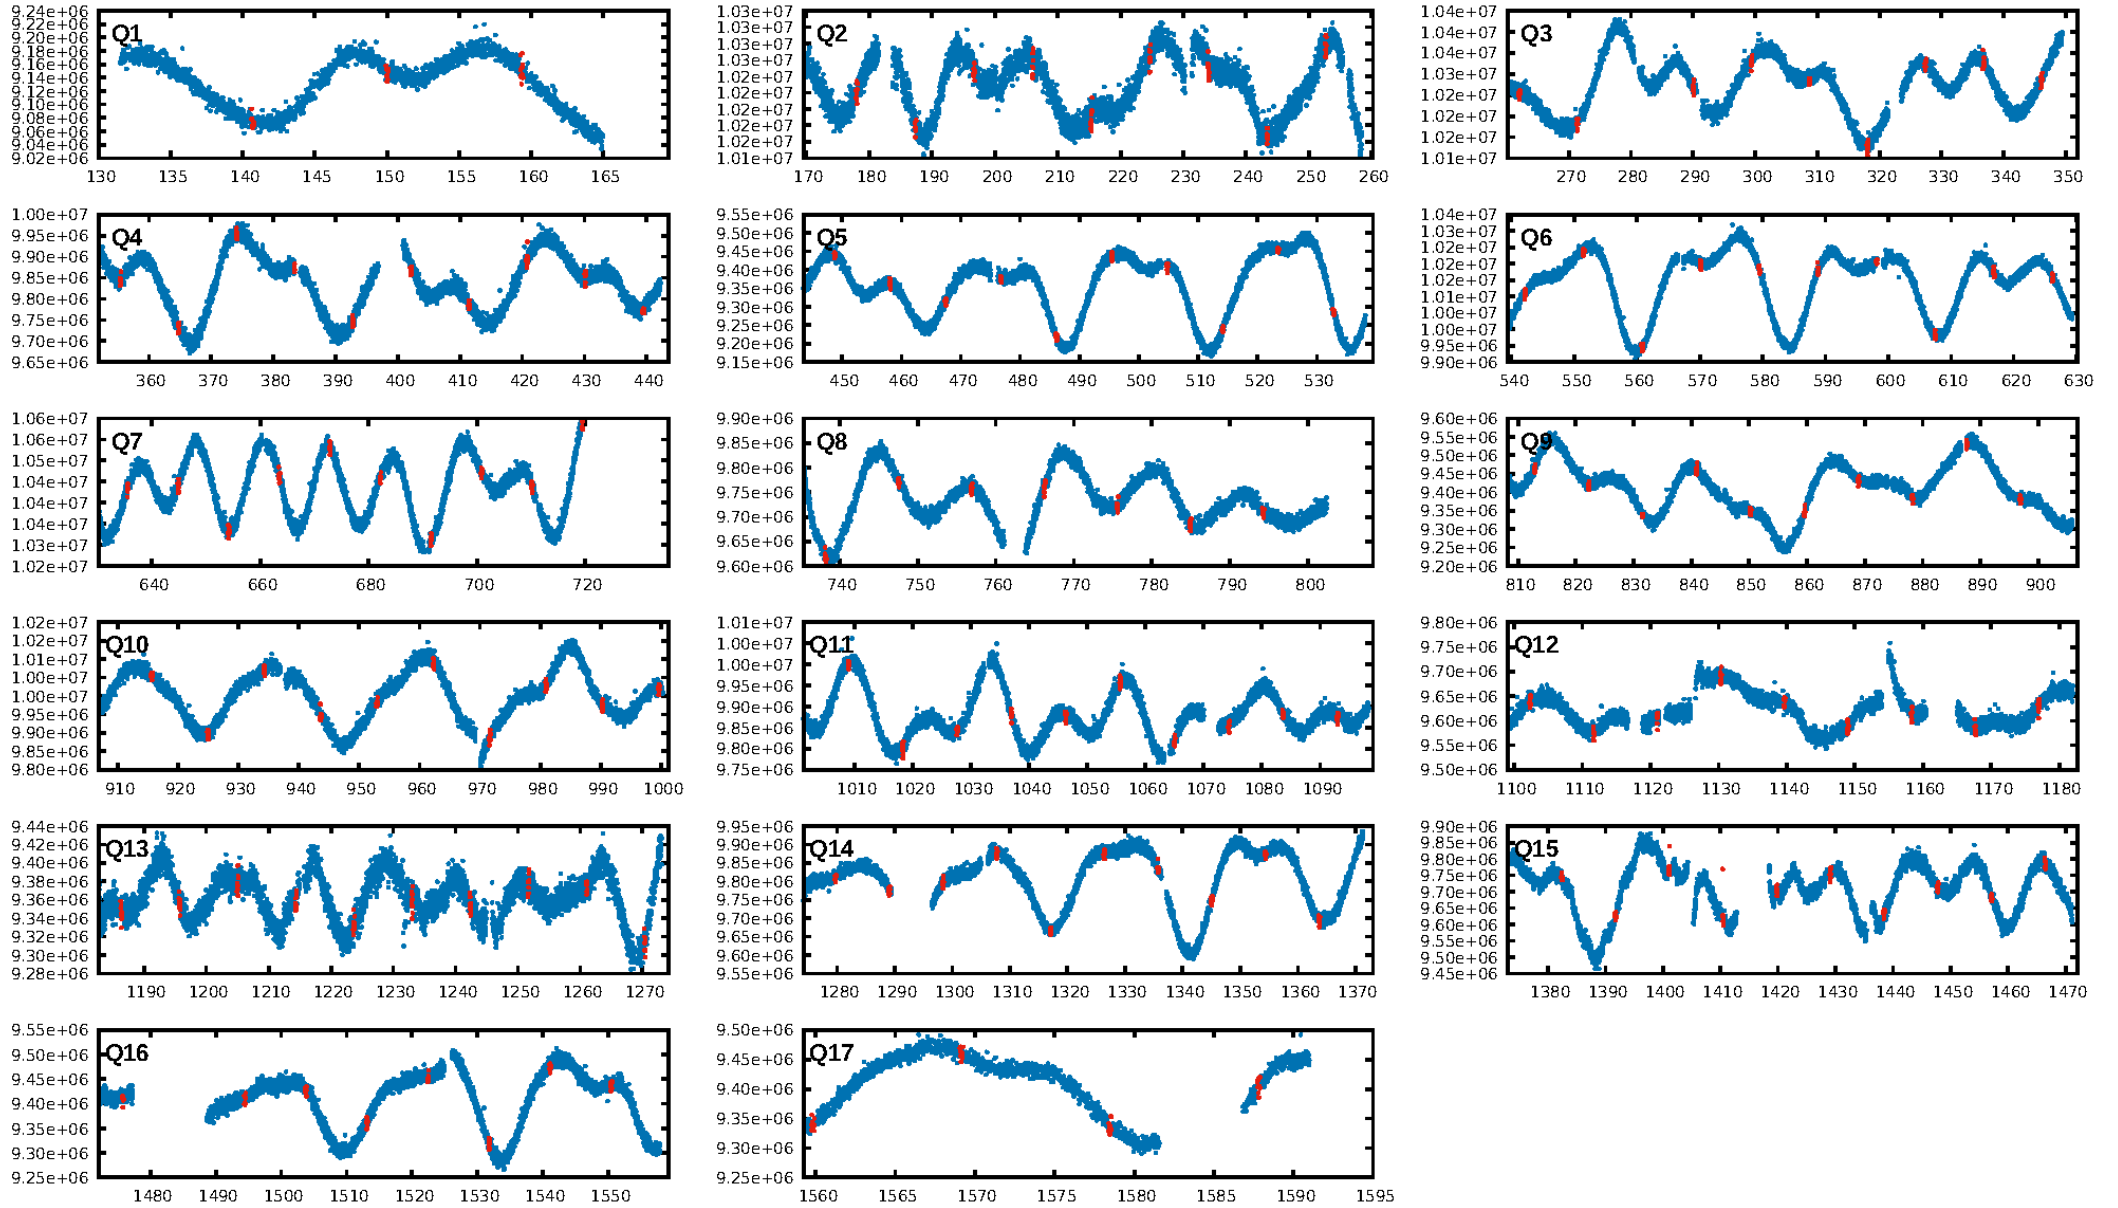 Q1
9.24e+06
9.22e+06
9.20e+06
9.18e+06
9.16e+06
9.14e+06
9.12e+06
9.10e+06
9.08e+06
9.06e+06
9.04e+06
9.02e+06
130 135 140 145 150 155 160 165
Q2
1.03e+07
1.03e+07
1.03e+07
1.03e+07
1.02e+07
1.02e+07
1.02e+07
1.02e+07
1.02e+07
1.01e+07
170 180 190 200 210 220 230 240 250 260
Q3
1.04e+07
1.04e+07
1.04e+07
1.03e+07
1.02e+07
1.02e+07
1.01e+07
270 280 290 300 310 320 330 340 350
Q4
1.00e+07
9.95e+06
9.90e+06
9.85e+06
9.80e+06
9.75e+06
9.70e+06
9.65e+06
360 370 380 390 400 410 420 430 440
Q5
9.55e+06
9.50e+06
9.45e+06
9.40e+06
9.35e+06
9.30e+06
9.25e+06
9.20e+06
9.15e+06
450 460 470 480 490 500 510 520 530
Q6
1.04e+07
1.03e+07
1.02e+07
1.02e+07
1.01e+07
1.01e+07
1.00e+07
1.00e+07
9.95e+06
9.90e+06
540 550 560 570 580 590 600 610 620 630
Q7
1.06e+07
1.06e+07
1.05e+07
1.04e+07
1.04e+07
1.03e+07
1.02e+07
640 660 680 700 720
Q8
9.90e+06
9.85e+06
9.80e+06
9.75e+06
9.70e+06
9.65e+06
9.60e+06
740 750 760 770 780 790 800
Q9
9.60e+06
9.55e+06
9.50e+06
9.45e+06
9.40e+06
9.35e+06
9.30e+06
9.25e+06
9.20e+06
810 820 830 840 850 860 870 880 890 900
Q10
1.02e+07
1.02e+07
1.01e+07
1.01e+07
1.00e+07
9.95e+06
9.90e+06
9.85e+06
9.80e+06
910 920 930 940 950 960 970 980 990 1000
Q11
1.01e+07
1.00e+07
1.00e+07
9.95e+06
9.90e+06
9.85e+06
9.80e+06
9.75e+06
1010 1020 1030 1040 1050 1060 1070 1080 1090
Q12
9.80e+06
9.75e+06
9.70e+06
9.65e+06
9.60e+06
9.55e+06
9.50e+06
1100 1110 1120 1130 1140 1150 1160 1170 1180
Q13
9.44e+06
9.42e+06
9.40e+06
9.38e+06
9.36e+06
9.34e+06
9.32e+06
9.30e+06
9.28e+06
1190 1200 1210 1220 1230 1240 1250 1260 1270
Q14
9.95e+06
9.90e+06
9.85e+06
9.80e+06
9.75e+06
9.70e+06
9.65e+06
9.60e+06
9.55e+06
1280 1290 1300 1310 1320 1330 1340 1350 1360 1370
Q15
9.90e+06
9.85e+06
9.80e+06
9.75e+06
9.70e+06
9.65e+06
9.60e+06
9.55e+06
9.50e+06
9.45e+06
1380 1390 1400 1410 1420 1430 1440 1450 1460 1470
Q16
9.55e+06
9.50e+06
9.45e+06
9.40e+06
9.35e+06
9.30e+06
9.25e+06
1480 1490 1500 1510 1520 1530 1540 1550
Q17
9.50e+06
9.45e+06
9.40e+06
9.35e+06
9.30e+06
9.25e+06
1560 1565 1570 1575 1580 1585 1590 1595